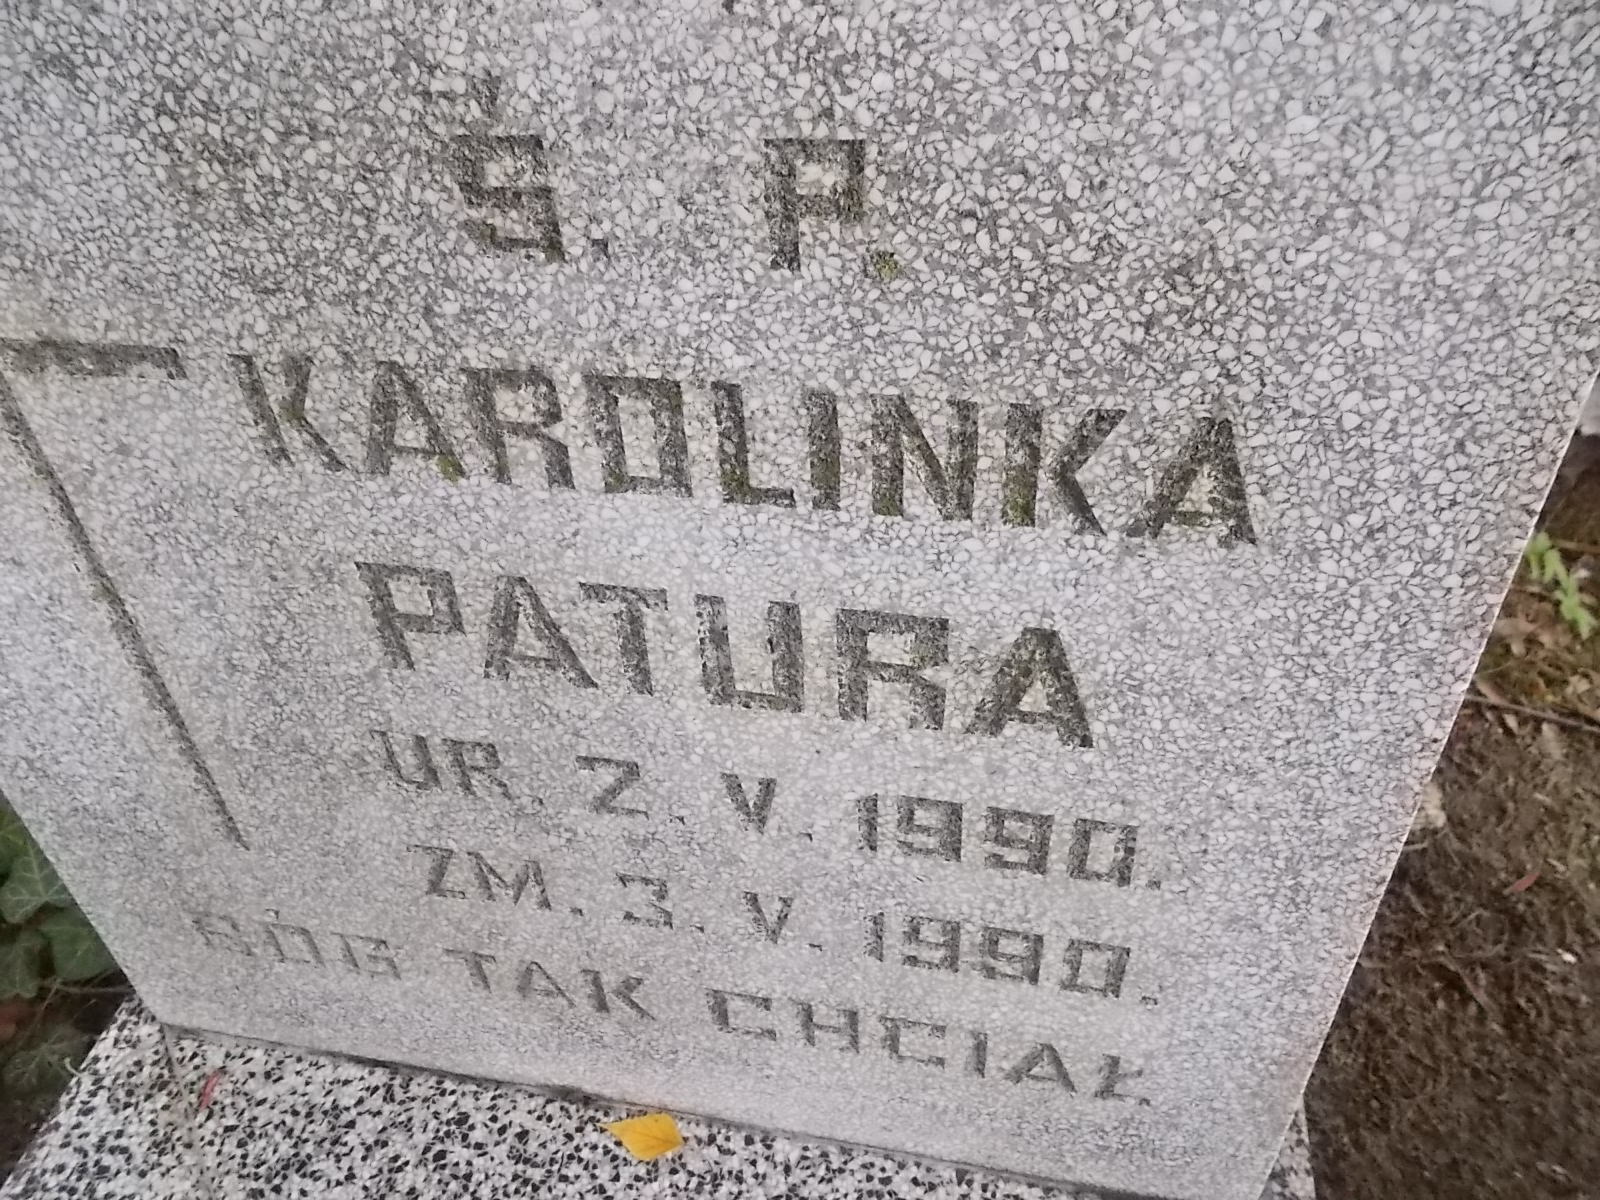 Ś. P.
KAROLINKA
PATURA
UR. 2. V. 1990.
ZM. 3. V. 1990.
BÓG TAK CHCIAŁ.